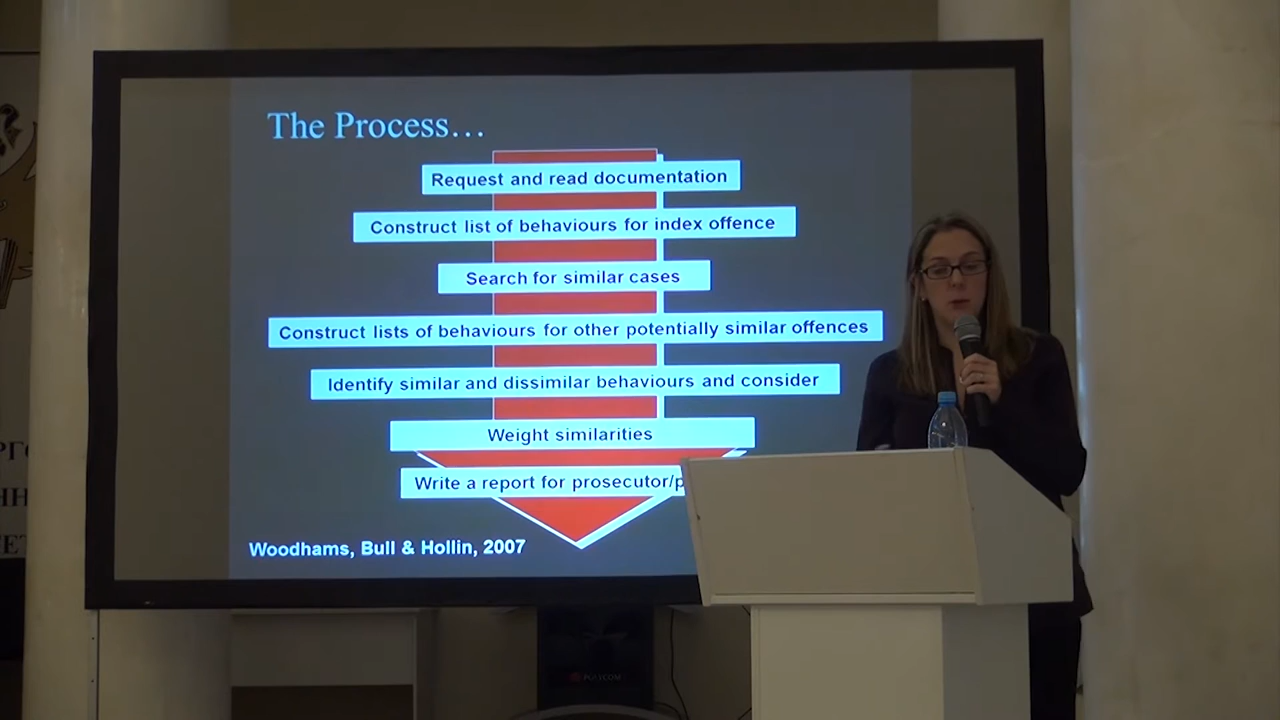 The Process…
Request and read documentation
Construct list of behaviours for index offence
Search for similar cases
Construct lists of behaviours for other potentially similar offences
Identify similar and dissimilar behaviours and consider
Weight similarities
Write a report for prosecutor/p
Woodhams, Bull & Hollin, 2007
POLYCOM